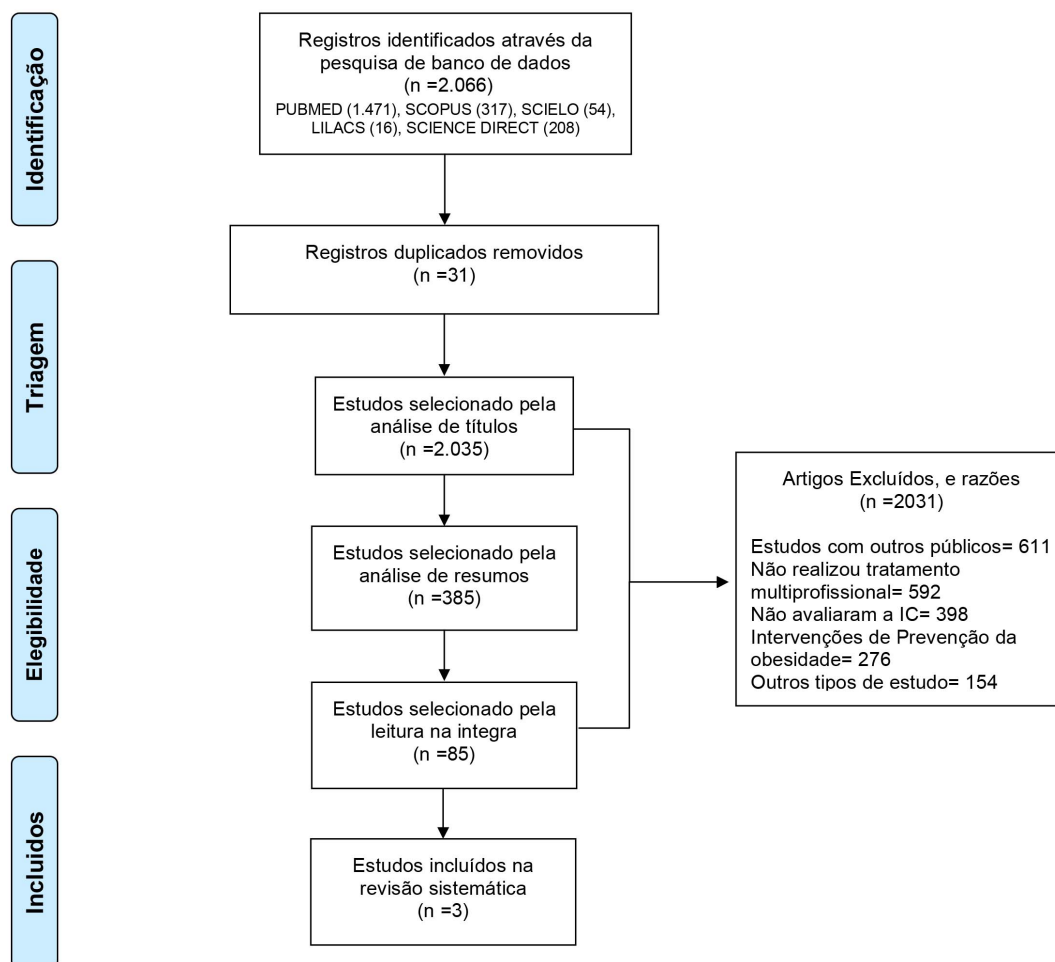 Identificação
Registros identificados através da
pesquisa de banco de dados
(n =2.066)
PUBMED (1.471), SCOPUS (317), SCIELO (54),
LILACS (16), SCIENCE DIRECT (208)
Registros duplicados removidos
(n =31)
Triagem
Estudos selecionado pela
análise de títulos
(n =2.035)
Artigos Excluídos, e razões
(n =2031)
Estudos com outros públicos= 611
Não realizou tratamento
multiprofissional= 592
Não avaliaram a IC= 398
Intervenções de Prevenção da
obesidade= 276
Outros tipos de estudo= 154
Elegibilidade
Estudos selecionado pela
análise de resumos
(n =385)
Estudos selecionado pela
leitura na integra
(n =85)
Incluidos
Estudos incluídos na
revisão sistemática
(n =3)